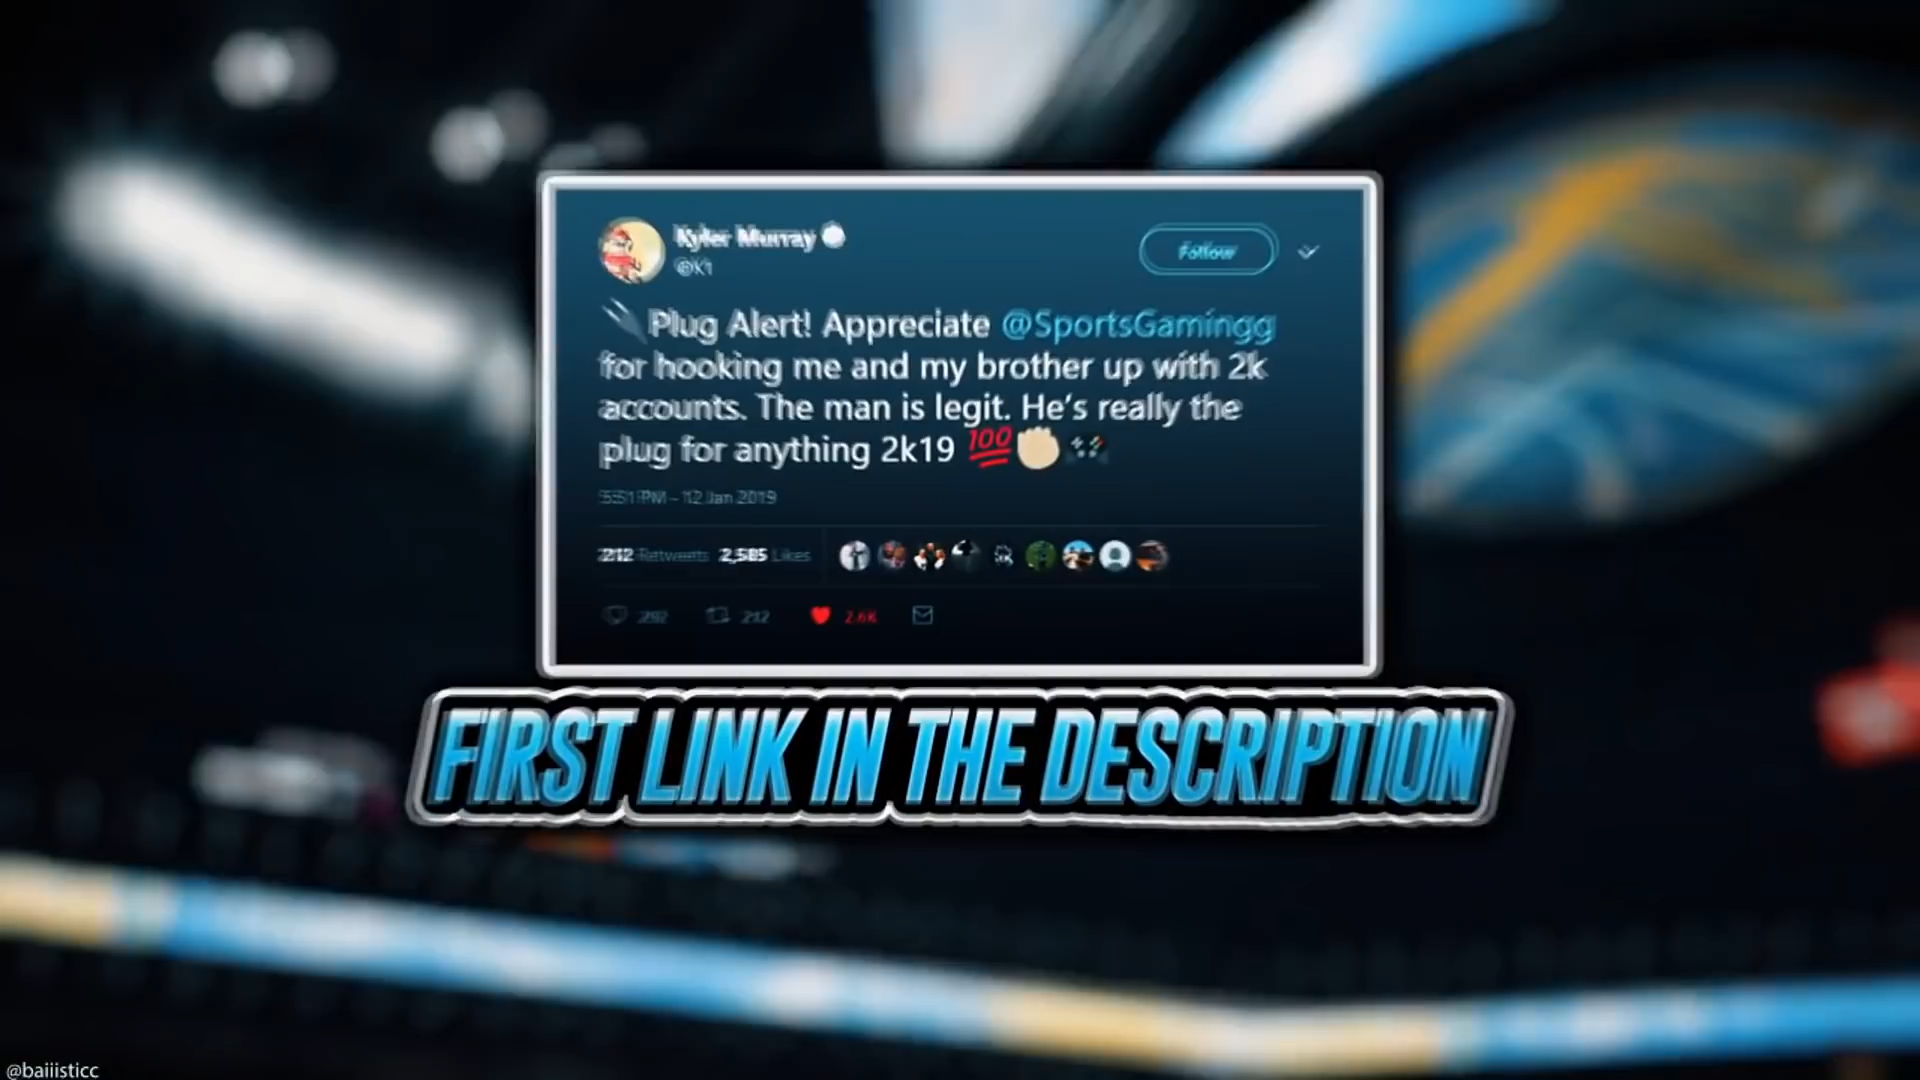 Kyler Murray
@K1
Follow
Plug Alert! Appreciate @SportsGamingg
for hooking me and my brother up with 2k
accounts. The man is legit. He's really the
plug for anything 2k19 💯✊🏼🎮
5:51 PM - 12 Jan 2019
212 Retweets 2,585 Likes
292 212 2.6K
FIRST LINK IN THE DESCRIPTION
@baiiisticc